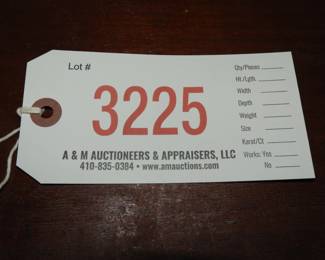 Lot #
3225
A & M AUCTIONEERS & APPRAISERS, LLC
410-835-0384 • www.amauctions.com
Qty/Pieces
Ht./Lgth.
Width
Depth
Weight
Size
Karat/Ct
Works: Yes
No